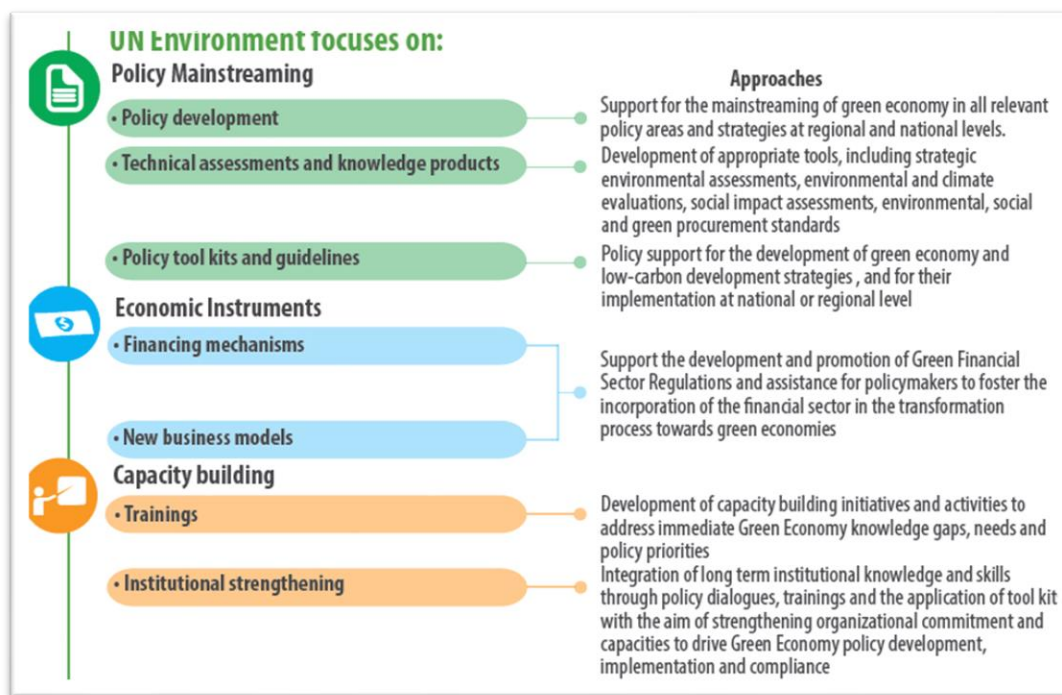 UN Environment focuses on:
Policy Mainstreaming
Approaches
• Policy development
Support for the mainstreaming of green economy in all relevant
policy areas and strategies at regional and national levels.
• Technical assessments and knowledge products
Development of appropriate tools, including strategic
environmental assessments, environmental and climate
evaluations, social impact assessments, environmental, social
and green procurement standards
• Policy tool kits and guidelines
Policy support for the development of green economy and
low-carbon development strategies , and for their
implementation at national or regional level
Economic Instruments
• Financing mechanisms
• New business models
Support the development and promotion of Green Financial
Sector Regulations and assistance for policymakers to foster the
incorporation of the financial sector in the transformation
process towards green economies
Capacity building
• Trainings
Development of capacity building initiatives and activities to
address immediate Green Economy knowledge gaps, needs and
policy priorities
• Institutional strengthening
Integration of long term institutional knowledge and skills
through policy dialogues, trainings and the application of tool kit
with the aim of strengthening organizational commitment and
capacities to drive Green Economy policy development,
implementation and compliance